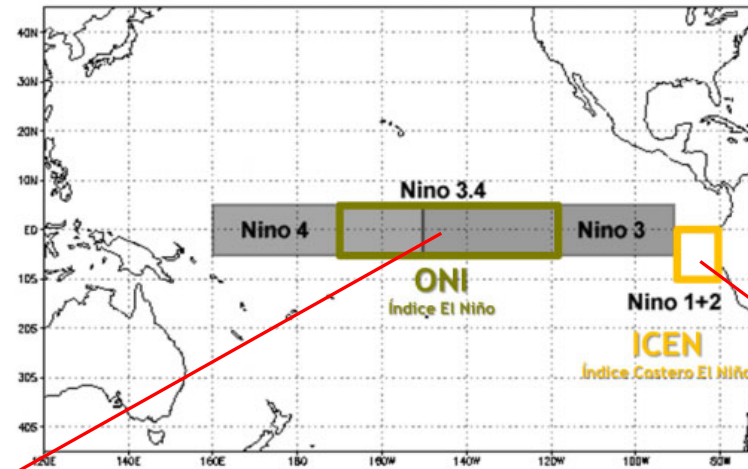 40N
30N
20N
10N
EQ
10S
20S
30S
40S
Nino 3.4
Nino 4
Nino 3
ONI
Índice El Niño
Nino 1+2
ICEN
Índice Costero El Niño
120E
140E
160E
180
160W
140W
120W
100W
80W